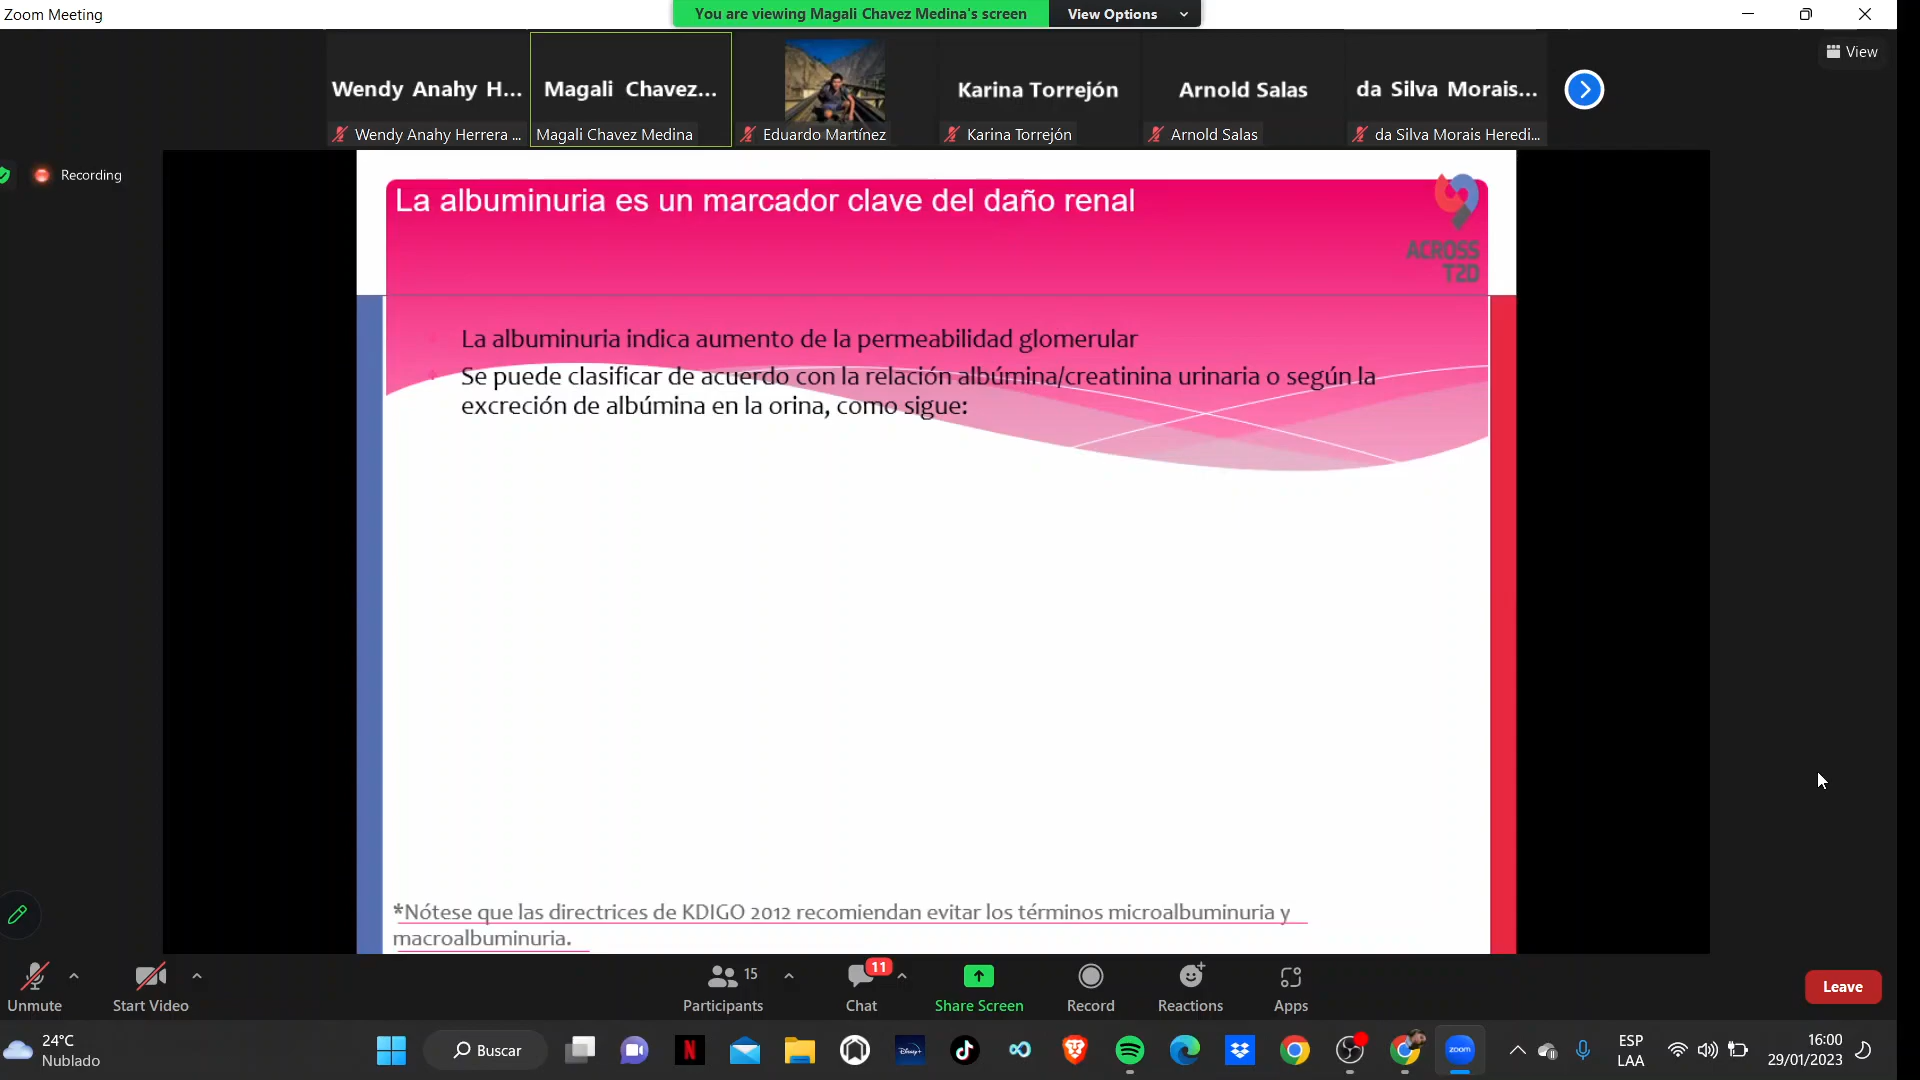 Zoom Meeting
You are viewing Magali Chavez Medina's screen
View Options
View
Wendy Anahy H...
Magali Chavez...
Karina Torrejón
Arnold Salas
da Silva Morais...
Wendy Anahy Herrera ...
Magali Chavez Medina
Eduardo Martínez
Karina Torrejón
Arnold Salas
da Silva Morais Heredi...
Recording
La albuminuria es un marcador clave del daño renal
ACROSS
T2D
La albuminuria indica aumento de la permeabilidad glomerular
Se puede clasificar de acuerdo con la relación albúmina/creatinina urinaria o según la
excreción de albúmina en la orina, como sigue:
*Nótese que las directrices de KDIGO 2012 recomiendan evitar los términos microalbuminuria y
macroalbuminuria.
Unmute
Start Video
15
Participants
11
Chat
Share Screen
Record
Reactions
Apps
Leave
24°C
Nublado
Buscar
N
Disney+
zoom
ESP
LAA
16:00
29/01/2023